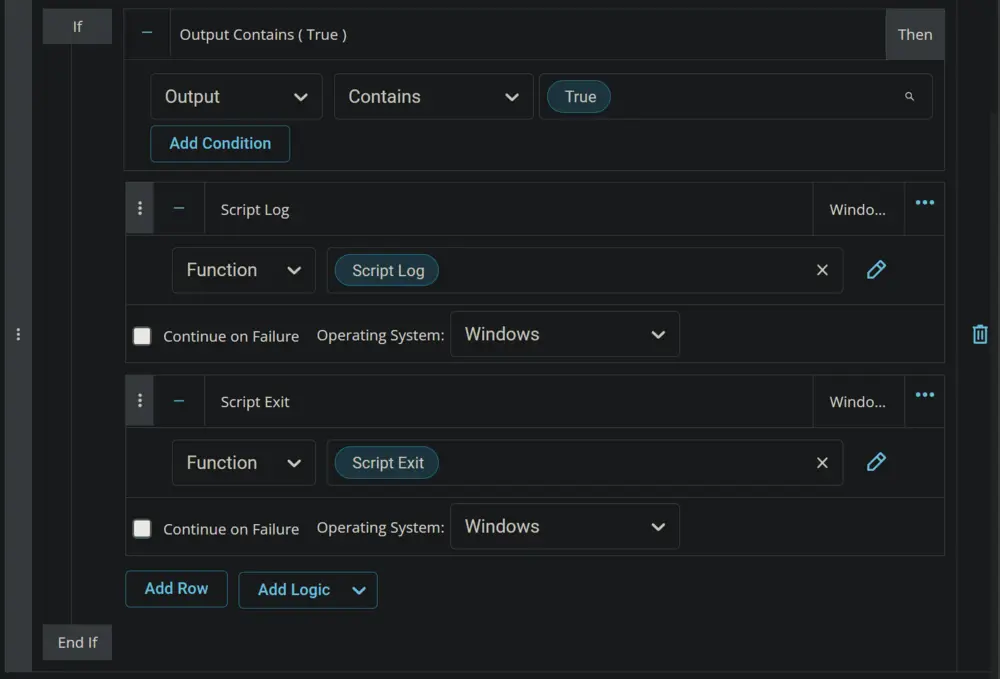 If
Output Contains ( True )
Then
Output
Contains
True
Add Condition
Script Log
Windo...
Function
Script Log
Continue on Failure
Operating System:
Windows
Script Exit
Windo...
Function
Script Exit
Continue on Failure
Operating System:
Windows
Add Row
Add Logic
End If